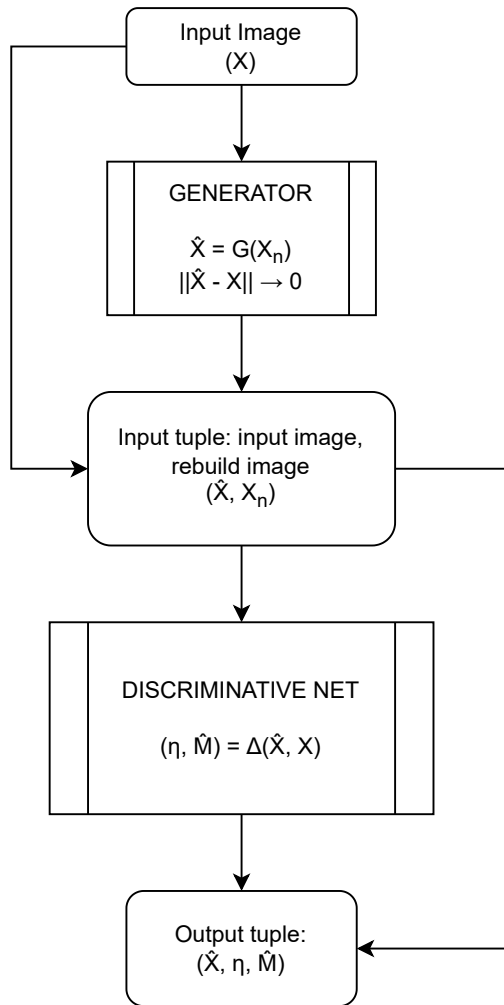 Input Image
(X)
GENERATOR
X̂ = G(Xₙ)
||X̂ - X|| → 0
Input tuple: input image,
rebuild image
(X̂, Xₙ)
DISCRIMINATIVE NET
(η, M̂) = Δ(X̂, X)
Output tuple:
(X̂, η, M̂)